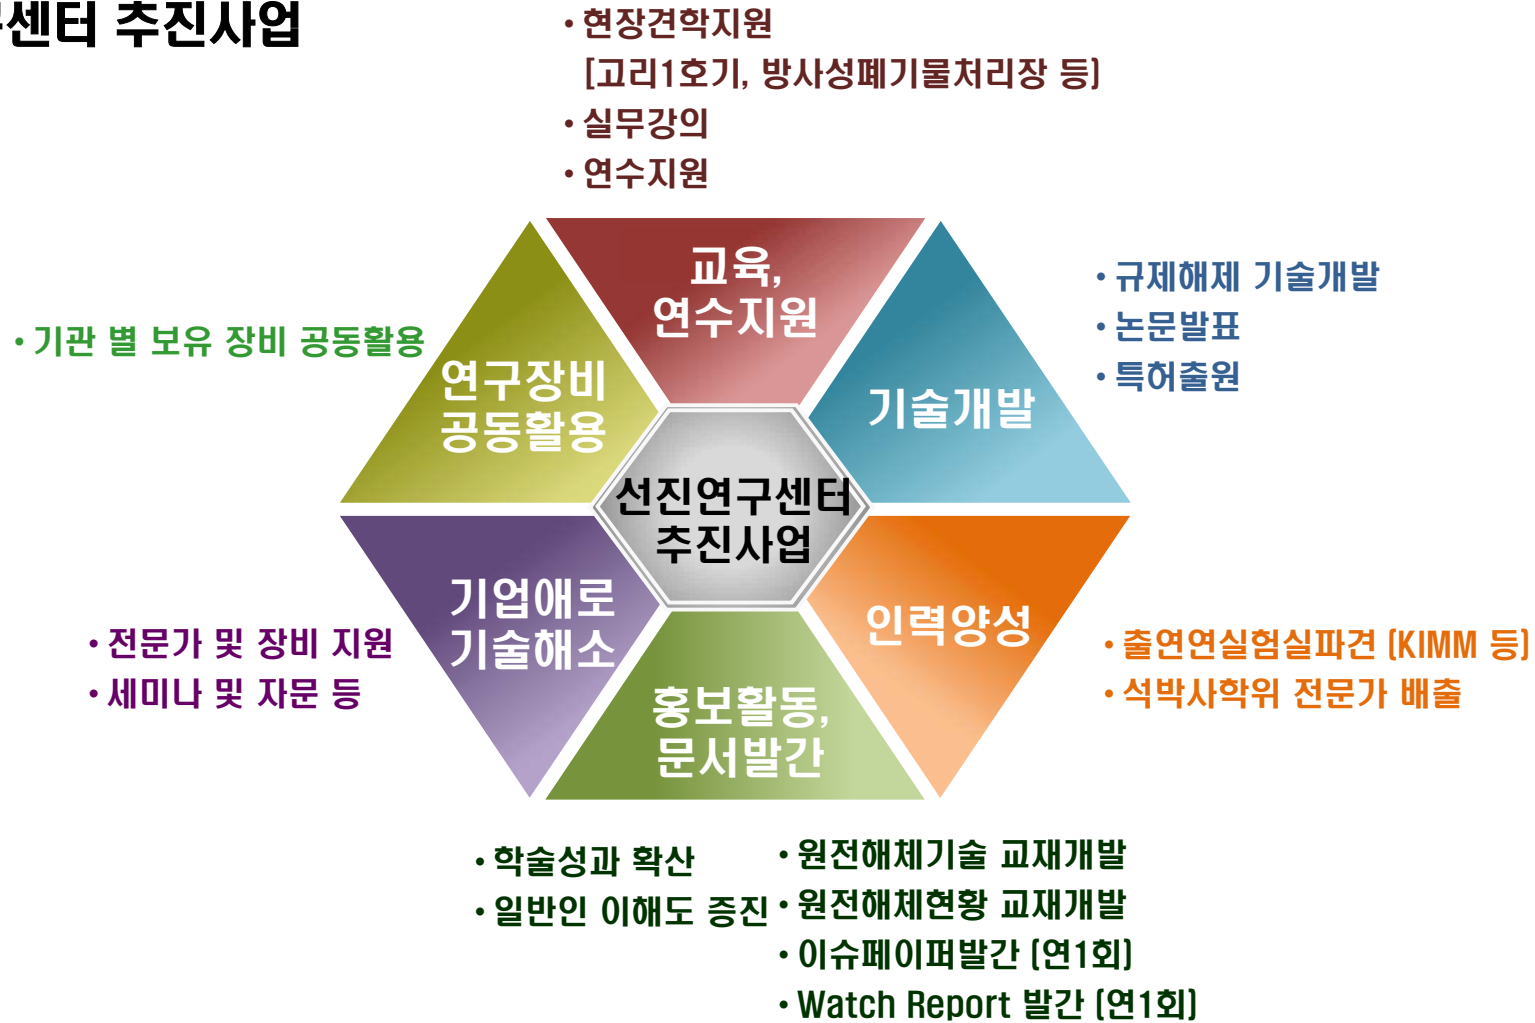 센터 추진사업
• 현장견학지원
[고리1호기, 방사성폐기물처리장 등]
• 실무강의
• 연수지원
교육,
연수지원
• 규제해제 기술개발
• 논문발표
• 특허출원
기술개발
• 기관 별 보유 장비 공동활용
연구장비
공동활용
선진연구센터
추진사업
기업애로
기술해소
• 전문가 및 장비 지원
• 세미나 및 자문 등
인력양성
• 출연연실험실파견 [KIMM 등]
• 석박사학위 전문가 배출
홍보활동,
문서발간
• 학술성과 확산
• 일반인 이해도 증진
• 원전해체기술 교재개발
• 원전해체현황 교재개발
• 이슈페이퍼발간 [연1회]
• Watch Report 발간 [연1회]